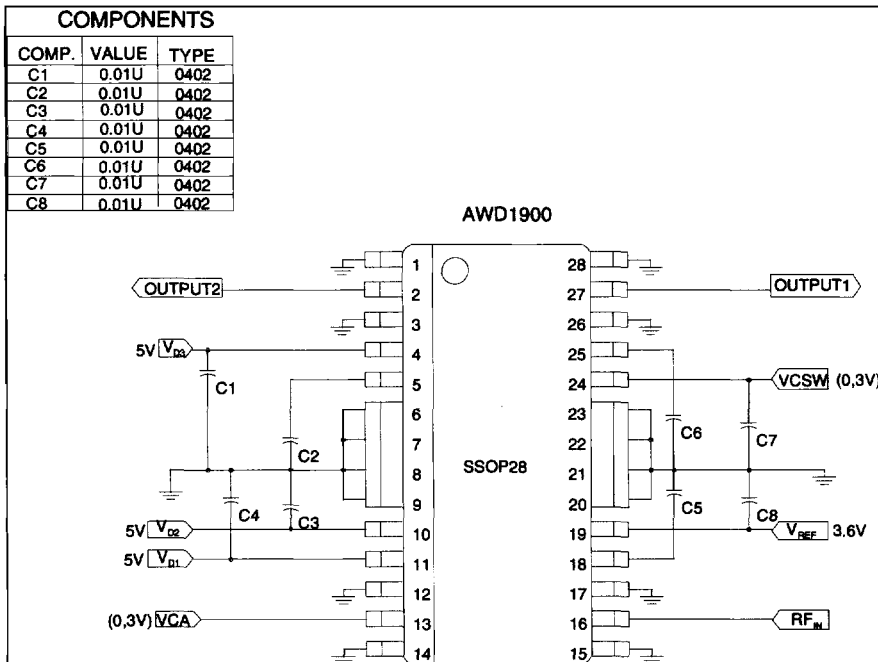 COMPONENTS
COMP. VALUE TYPE
C1 0.01U 0402
C2 0.01U 0402
C3 0.01U 0402
C4 0.01U 0402
C5 0.01U 0402
C6 0.01U 0402
C7 0.01U 0402
C8 0.01U 0402
AWD1900
1 28
OUTPUT2 2 27 OUTPUT1
3 26
5V VD3 4 25
5 24 VCSW (0,3V)
C1
6 23
C2 7 22 C6 C7
8 SSOP28 21
9 20
C4 C3 C5 C8
5V VD2 10 19 VREF 3.6V
5V VD1 11 18
12 17
(0,3V) VCA 13 16 RFIN
14 15